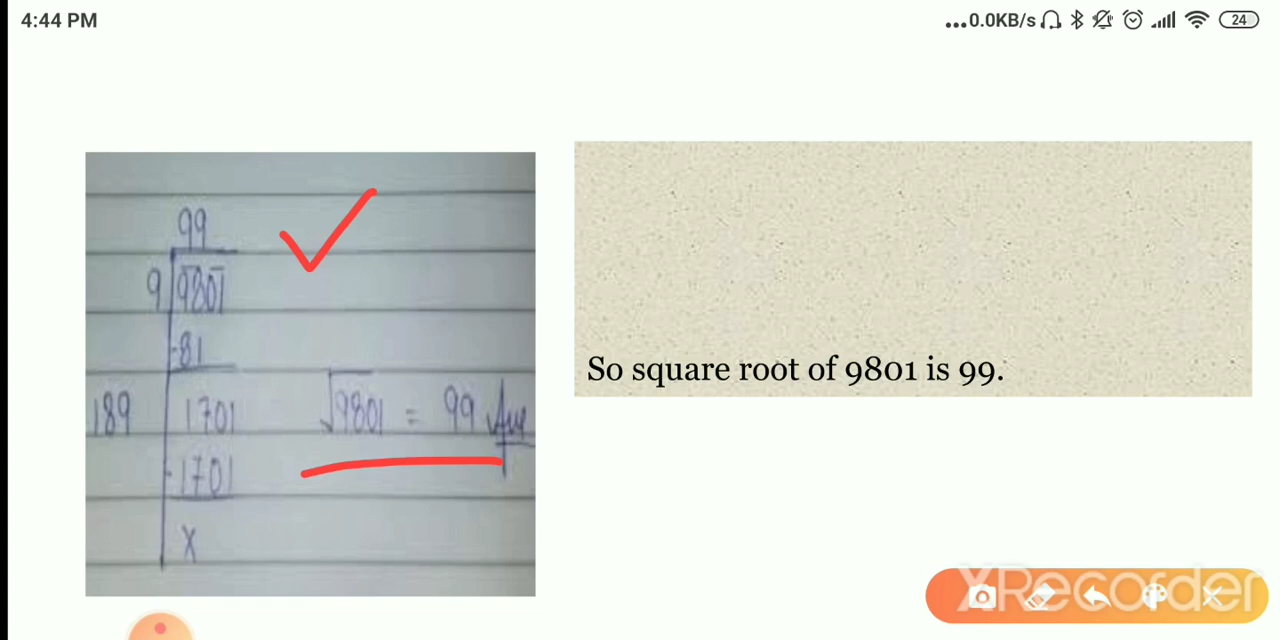 4:44 PM
...0.0KB/s
24
99
9 9801
-81
189 1701
-1701
x
√9801 = 99 Ans
So square root of 9801 is 99.
XRecorder